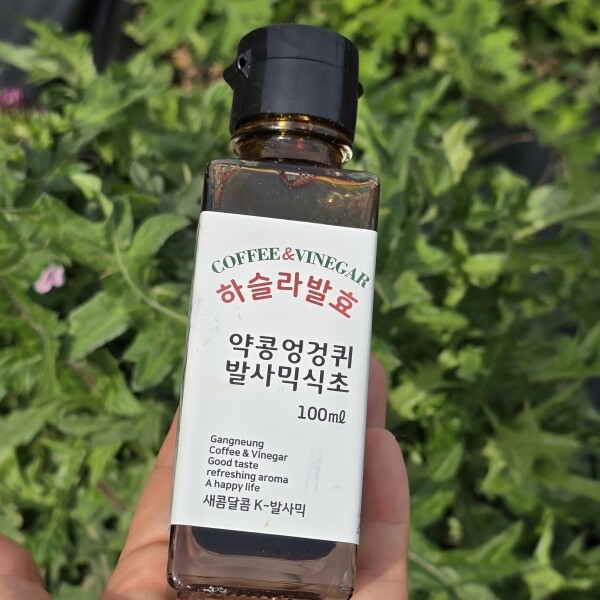 COFFEE&VINEGAR
하슬라발효
약콩엉겅퀴
발사믹식초
100ml
Gangneung
Coffee & Vinegar
Good taste
refreshing aroma
A happy life
새콤달콤 K-발사믹